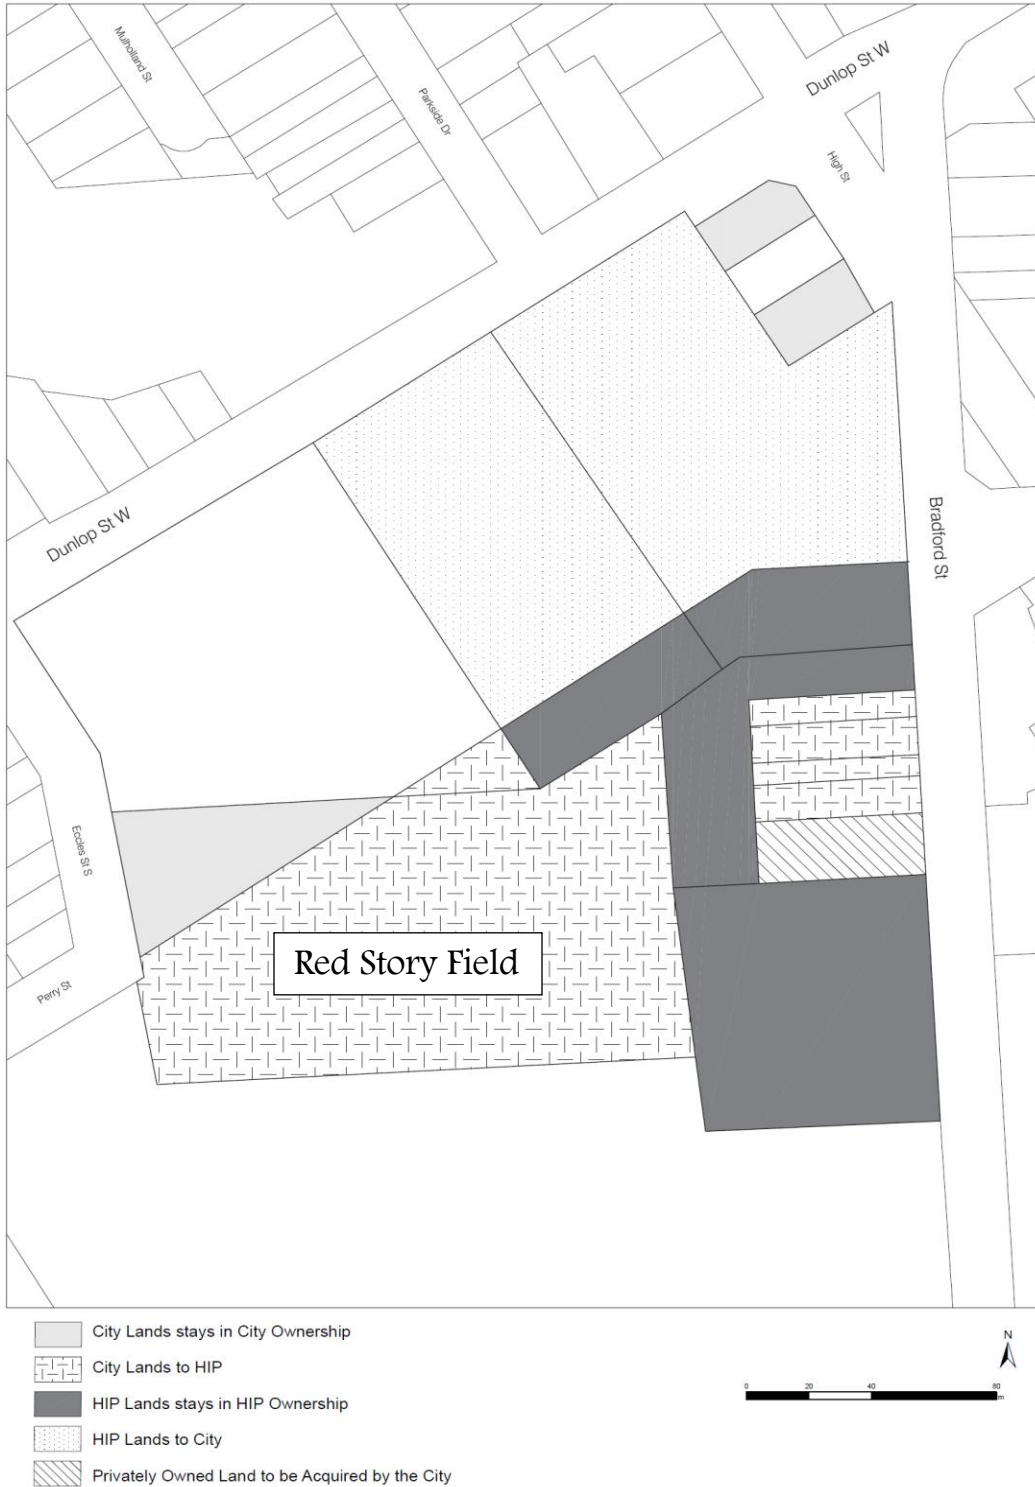 Mulholland St
Parkside Dr
Dunlop St W
High St
Dunlop St W
Bradford St
Eccles St S
Red Story Field
Perry St
City Lands stays in City Ownership
City Lands to HIP
HIP Lands stays in HIP Ownership
HIP Lands to City
Privately Owned Land to be Acquired by the City
N
0 20 40 80
m